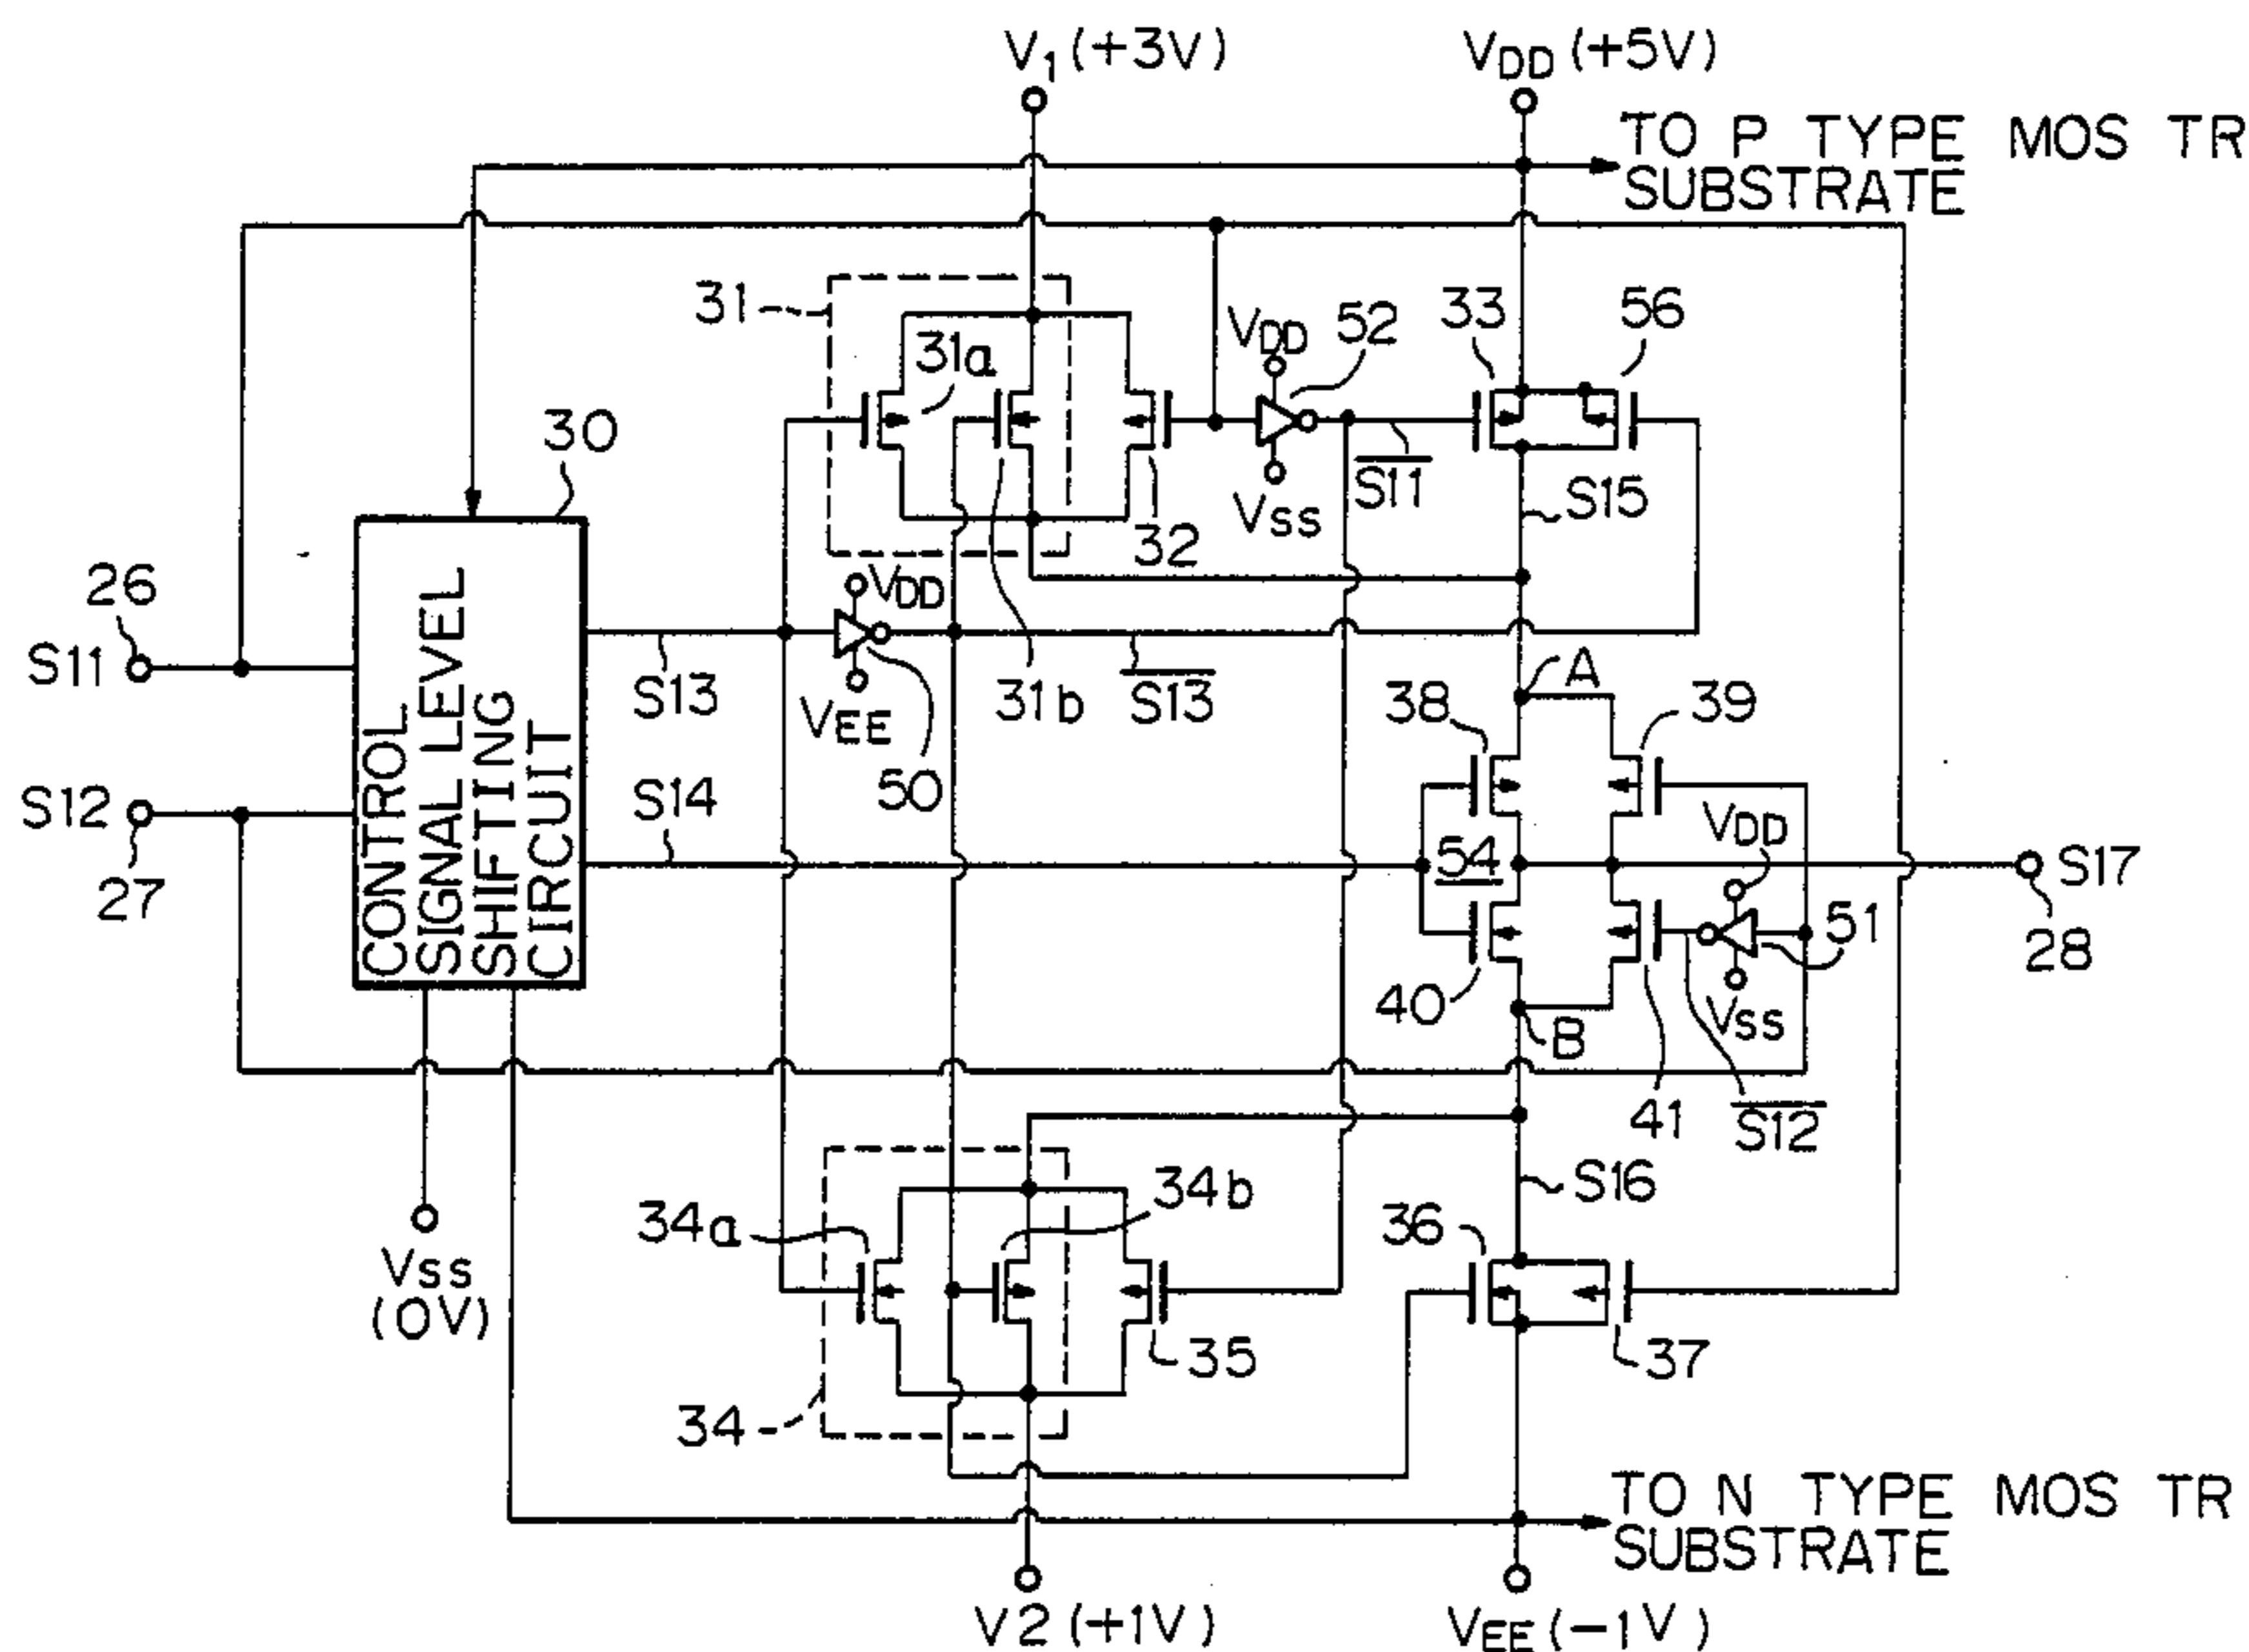 V1 (+3V)
VDD (+5V)
TO P TYPE MOS TR
SUBSTRATE
31
31a
VDD
52
33
56
30
S11
VSS
32
S15
26
S11
VDD
S13
VEE
50
31b
S13
A
38
39
CONTROL
SIGNAL LEVEL
SHIFTING
CIRCUIT
S12
27
S14
54
VDD
S17
28
51
40
B
VSS
41
S12
VSS
(0V)
34a
34b
S16
36
35
37
34
TO N TYPE MOS TR
SUBSTRATE
V2 (+1V)
VEE (-1V)